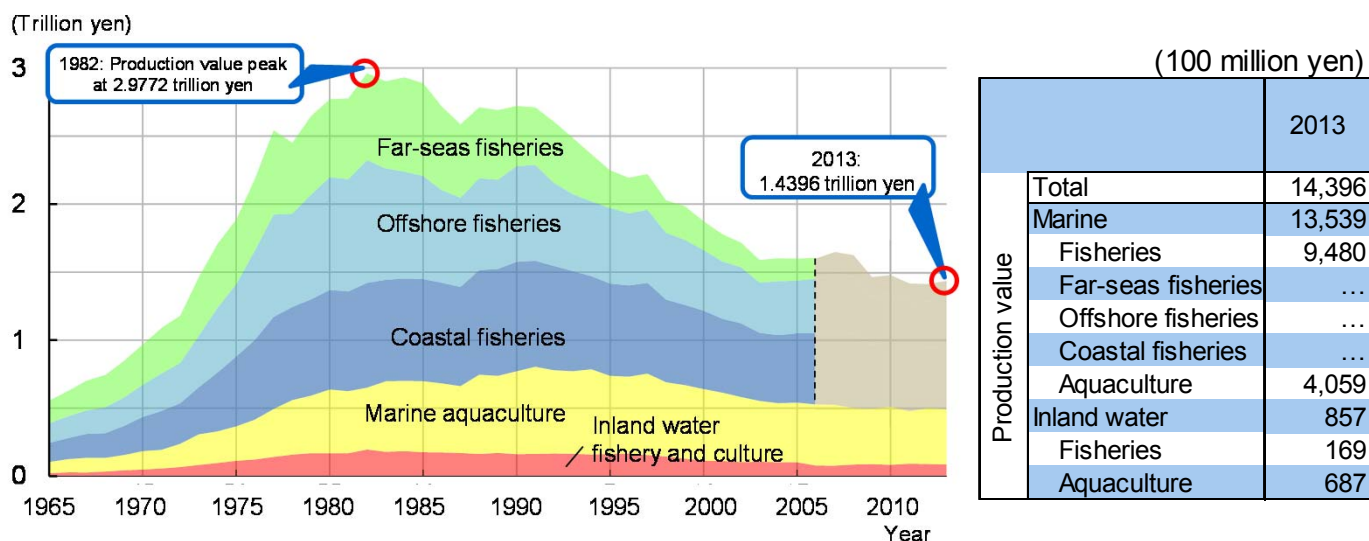 (Trillion yen)
3
2
1
0
1982: Production value peak
at 2.9772 trillion yen
2013:
1.4396 trillion yen
Far-seas fisheries
Offshore fisheries
Coastal fisheries
Marine aquaculture
Inland water
fishery and culture
1965 1970 1975 1980 1985 1990 1995 2000 2005 2010
Year
(100 million yen)
2013
Production value
Total 14,396
Marine 13,539
Fisheries 9,480
Far-seas fisheries …
Offshore fisheries …
Coastal fisheries …
Aquaculture 4,059
Inland water 857
Fisheries 169
Aquaculture 687